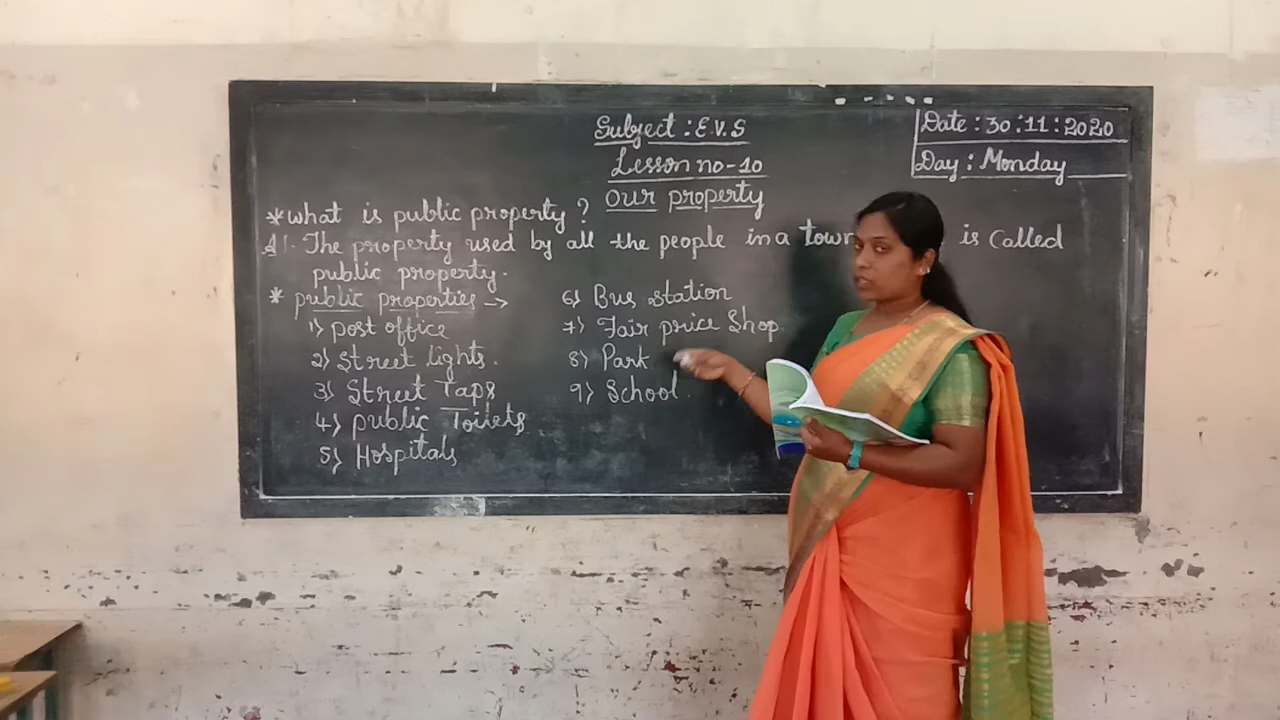 Subject : E.V.S
Lesson no-10
our property
Date : 30:11:2020
Day : Monday
* what is public property ?
A). The property used by all the people in a town is called
public property.
* public properties →
1) post office
2) Street lights.
3) Street Taps
4) public Toilets
5) Hospitals
6) Bus station
7) Fair price Shop
8) Park
9) School.